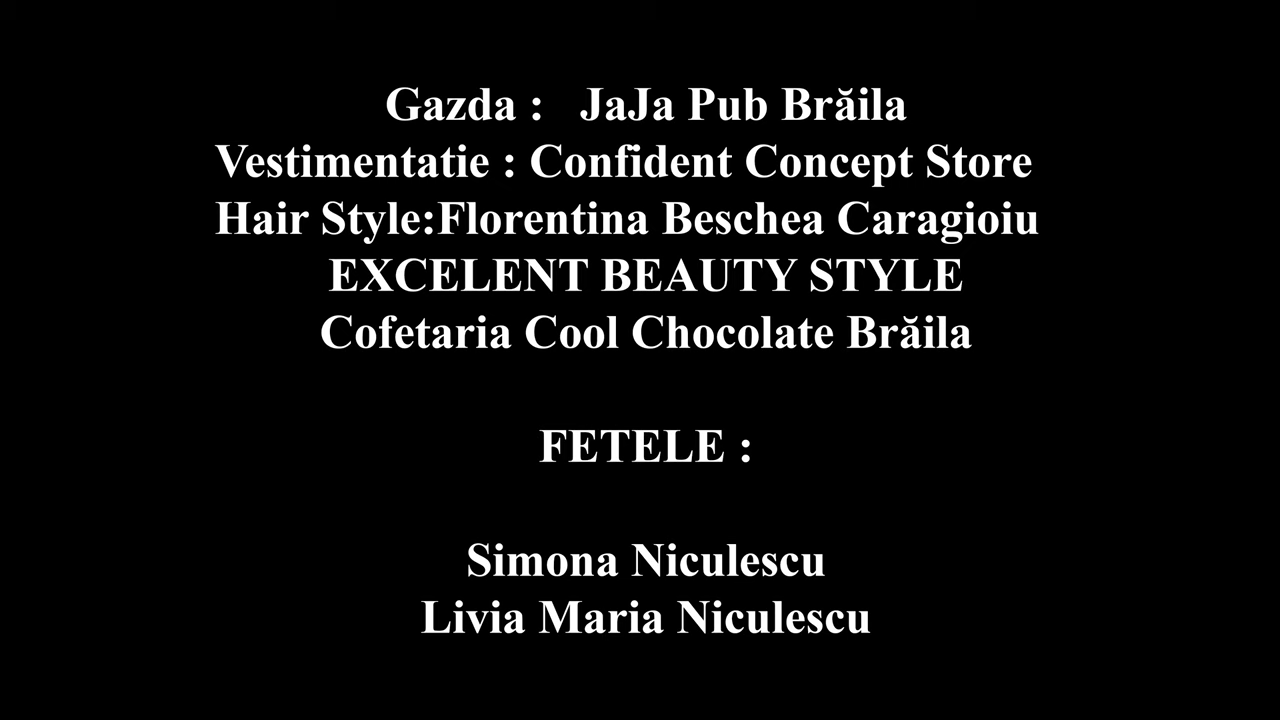 Gazda : JaJa Pub Brăila
Vestimentatie : Confident Concept Store
Hair Style:Florentina Beschea Caragioiu
EXCELENT BEAUTY STYLE
Cofetaria Cool Chocolate Brăila
FETELE :
Simona Niculescu
Livia Maria Niculescu